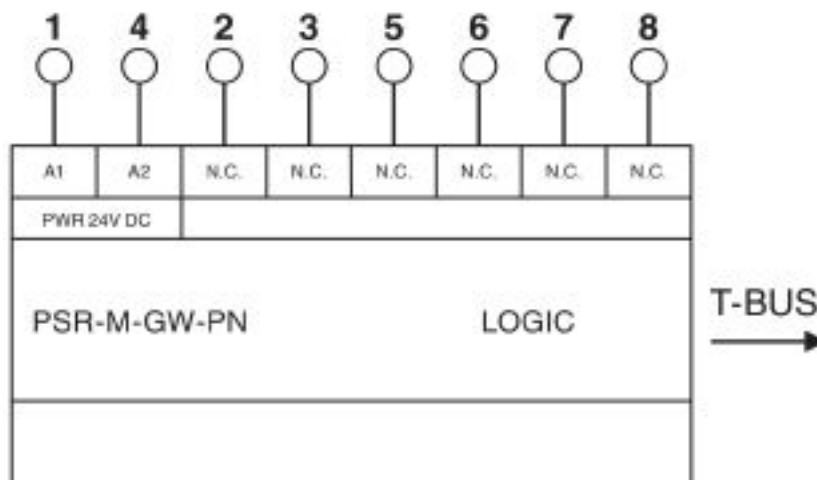 1 4 2 3 5 6 7 8
A1 A2 N.C. N.C. N.C. N.C. N.C. N.C.
PWR 24V DC
T-BUS
PSR-M-GW-PN LOGIC